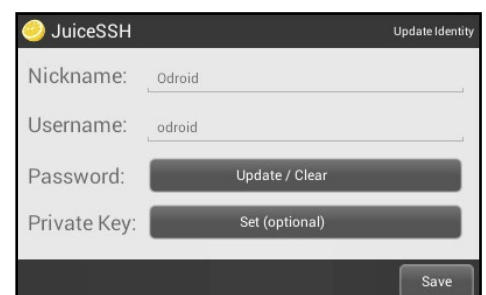 JuiceSSH Update Identity
Nickname: Odroid
Username: odroid
Password: Update / Clear
Private Key: Set (optional)
Save